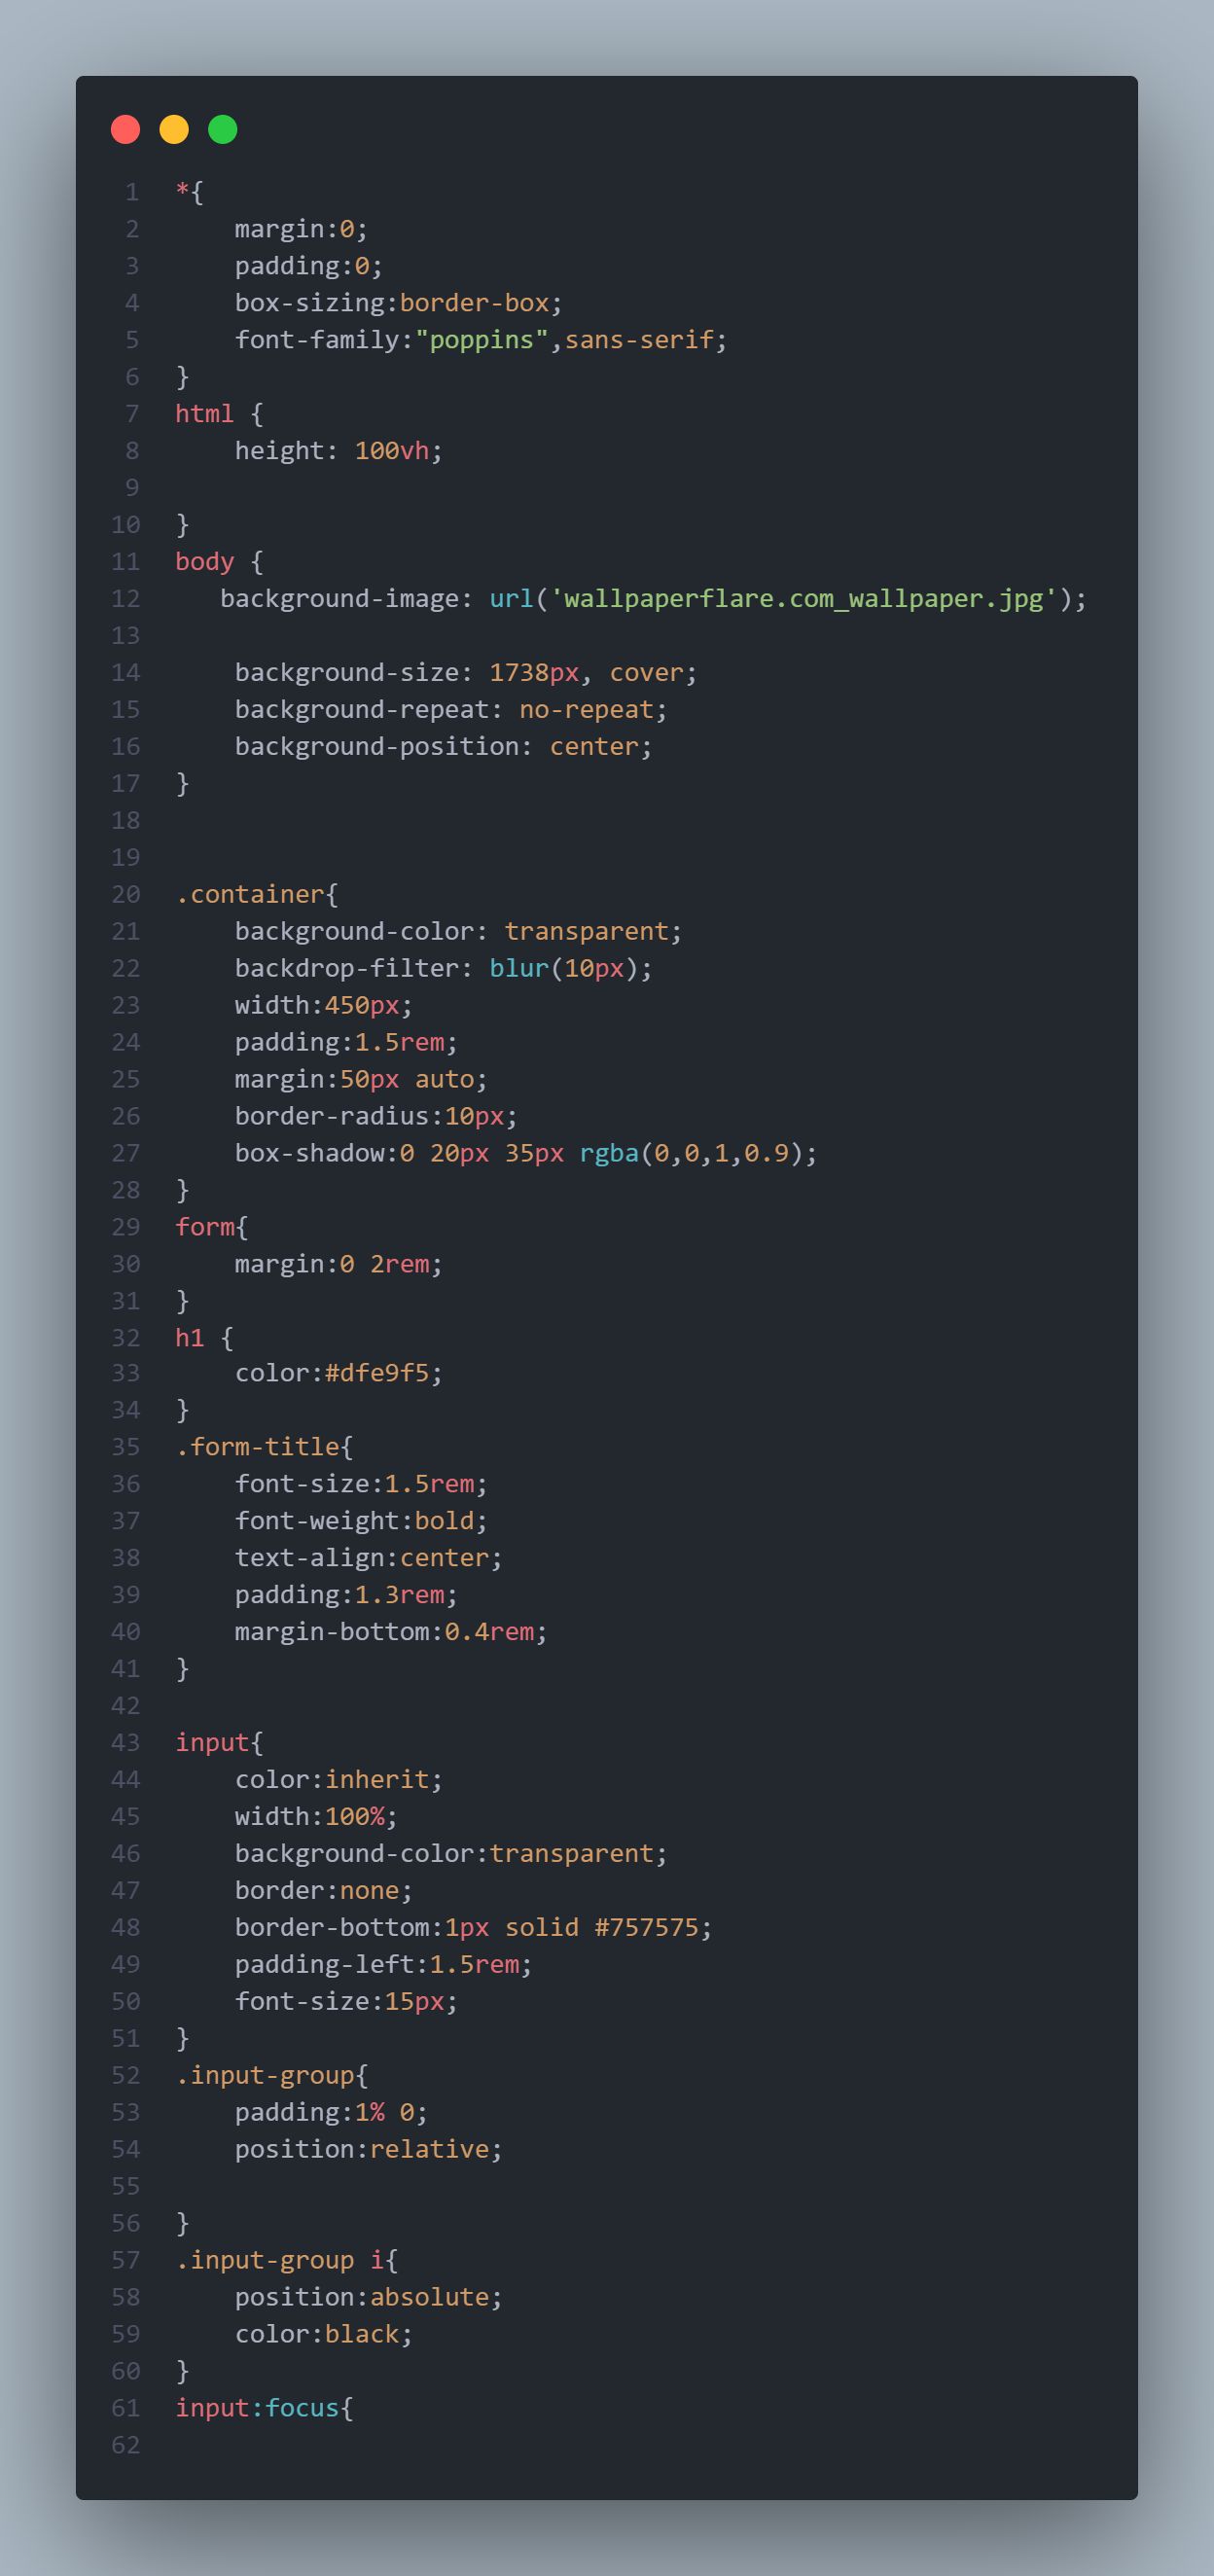 1 *{
2     margin:0;
3     padding:0;
4     box-sizing:border-box;
5     font-family:"poppins",sans-serif;
6 }
7 html {
8     height: 100vh;
9
10 }
11 body {
12    background-image: url('wallpaperflare.com_wallpaper.jpg');
13
14     background-size: 1738px, cover;
15     background-repeat: no-repeat;
16     background-position: center;
17 }
18
19
20 .container{
21     background-color: transparent;
22     backdrop-filter: blur(10px);
23     width:450px;
24     padding:1.5rem;
25     margin:50px auto;
26     border-radius:10px;
27     box-shadow:0 20px 35px rgba(0,0,1,0.9);
28 }
29 form{
30     margin:0 2rem;
31 }
32 h1 {
33     color:#dfe9f5;
34 }
35 .form-title{
36     font-size:1.5rem;
37     font-weight:bold;
38     text-align:center;
39     padding:1.3rem;
40     margin-bottom:0.4rem;
41 }
42
43 input{
44     color:inherit;
45     width:100%;
46     background-color:transparent;
47     border:none;
48     border-bottom:1px solid #757575;
49     padding-left:1.5rem;
50     font-size:15px;
51 }
52 .input-group{
53     padding:1% 0;
54     position:relative;
55
56 }
57 .input-group i{
58     position:absolute;
59     color:black;
60 }
61 input:focus{
62